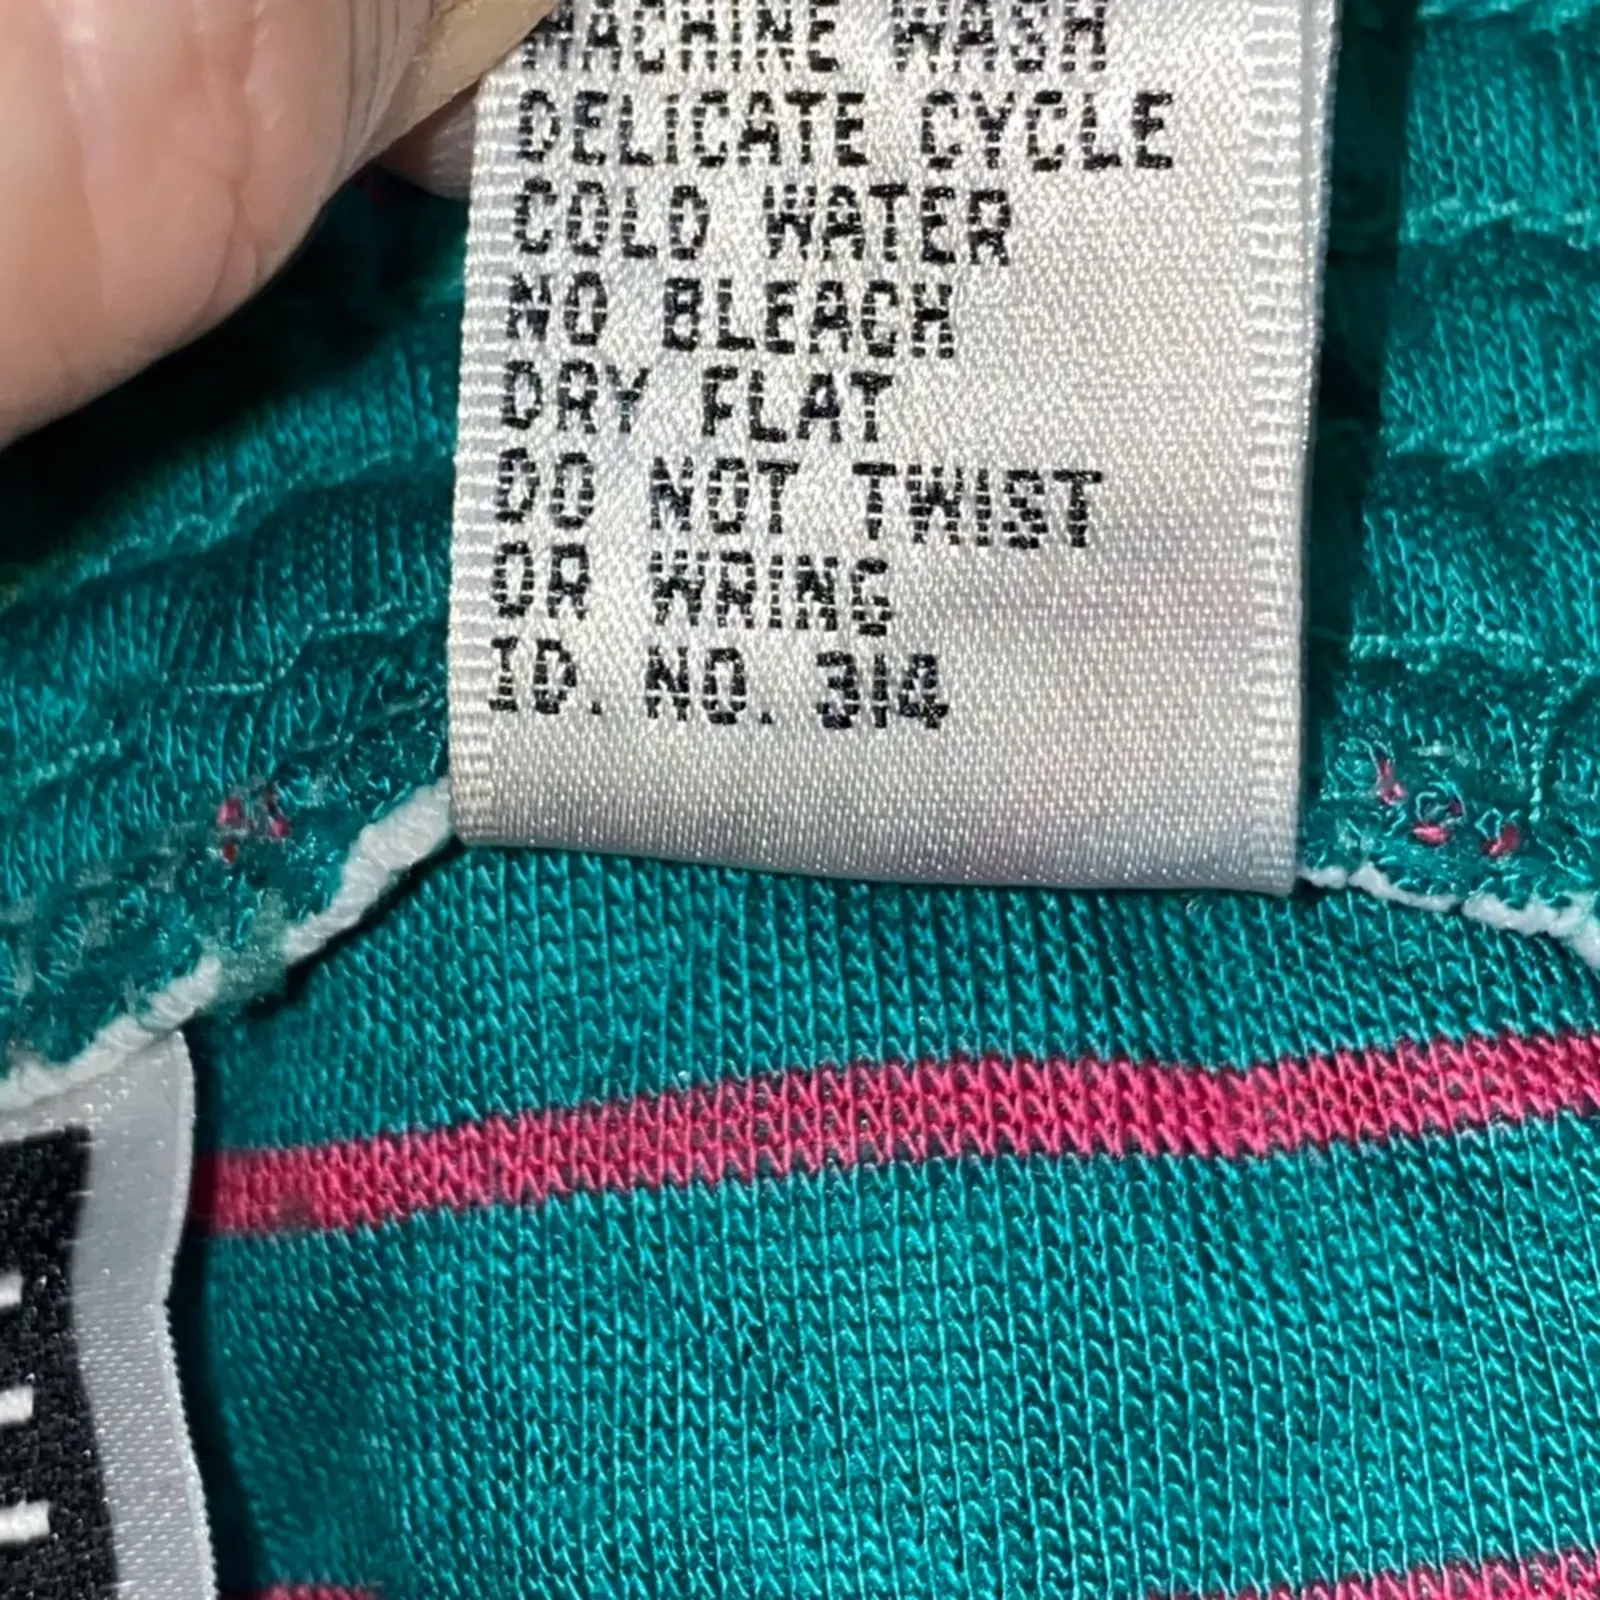 MACHINE WASH
DELICATE CYCLE
COLD WATER
NO BLEACH
DRY FLAT
DO NOT TWIST
OR WRING
ID. NO. 314